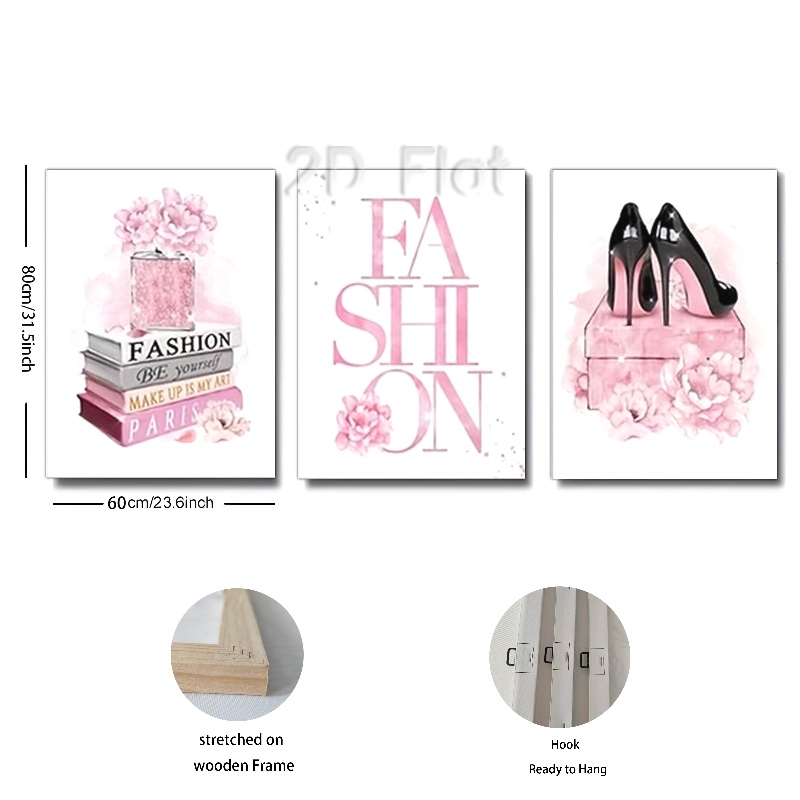 2D Flat
80cm/31.5inch
FASHION
BE yourself
MAKE UP IS MY ART
PARIS
FA
SHI
ON
60cm/23.6inch
stretched on
wooden Frame
Hook
Ready to Hang